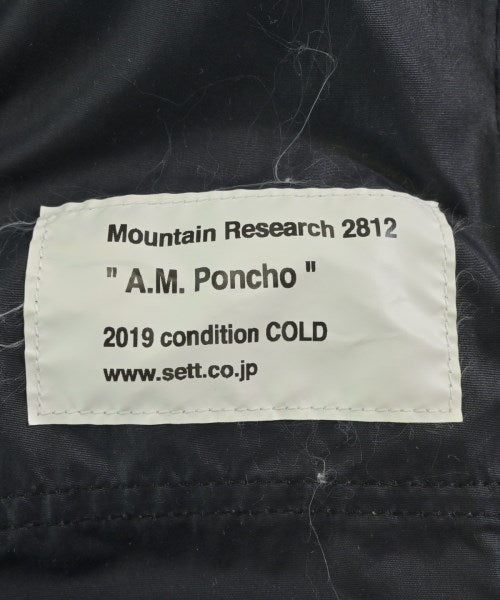 Mountain Research 2812
" A.M. Poncho "
2019 condition COLD
www.sett.co.jp